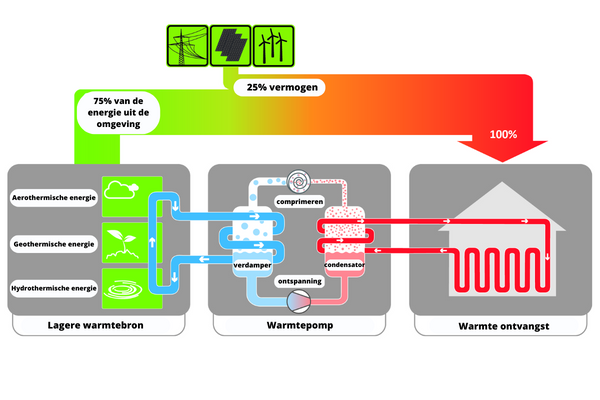 25% vermogen
75% van de
energie uit de
omgeving
100%
Aerothermische energie
Geothermische energie
Hydrothermische energie
comprimeren
verdamper
condensator
ontspanning
Lagere warmtebron
Warmtepomp
Warmte ontvangst